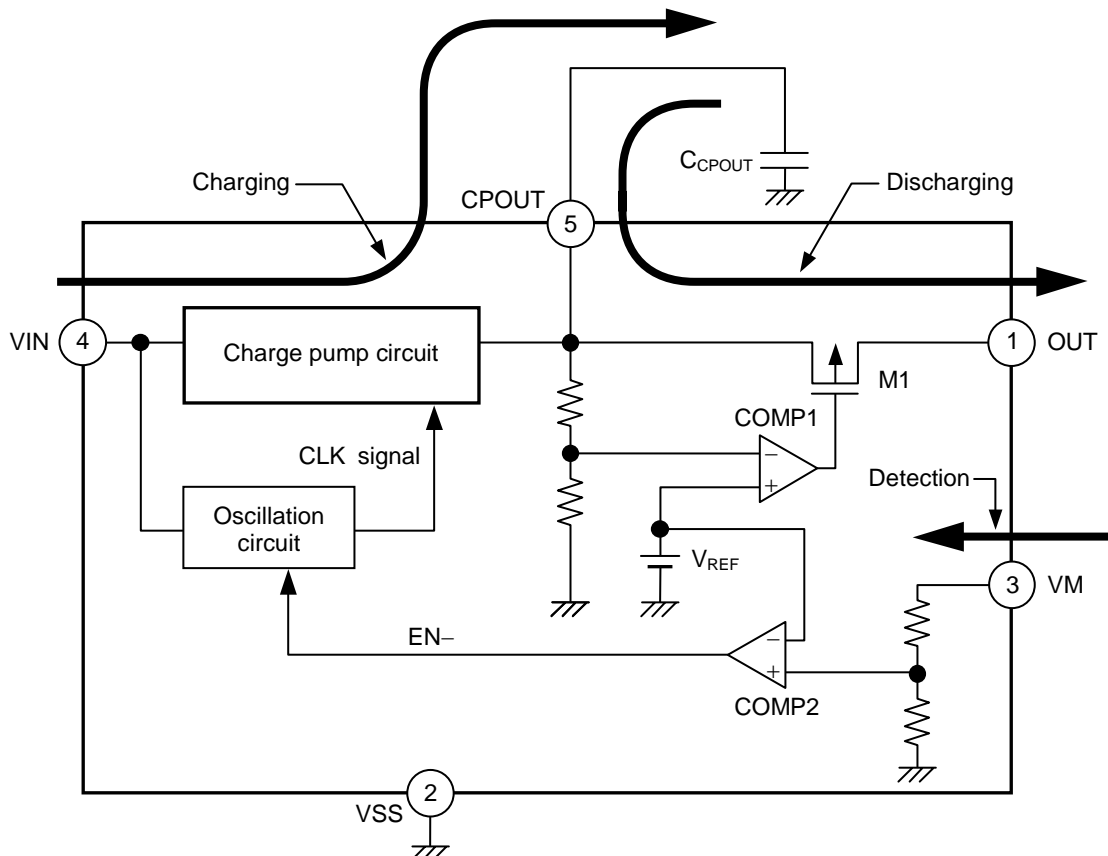 Charging
C_CPOUT
Discharging
CPOUT
5
VIN
4
Charge pump circuit
1
OUT
M1
COMP1
−
+
CLK signal
Detection
Oscillation
circuit
V_REF
3
VM
EN−
−
+
COMP2
2
VSS